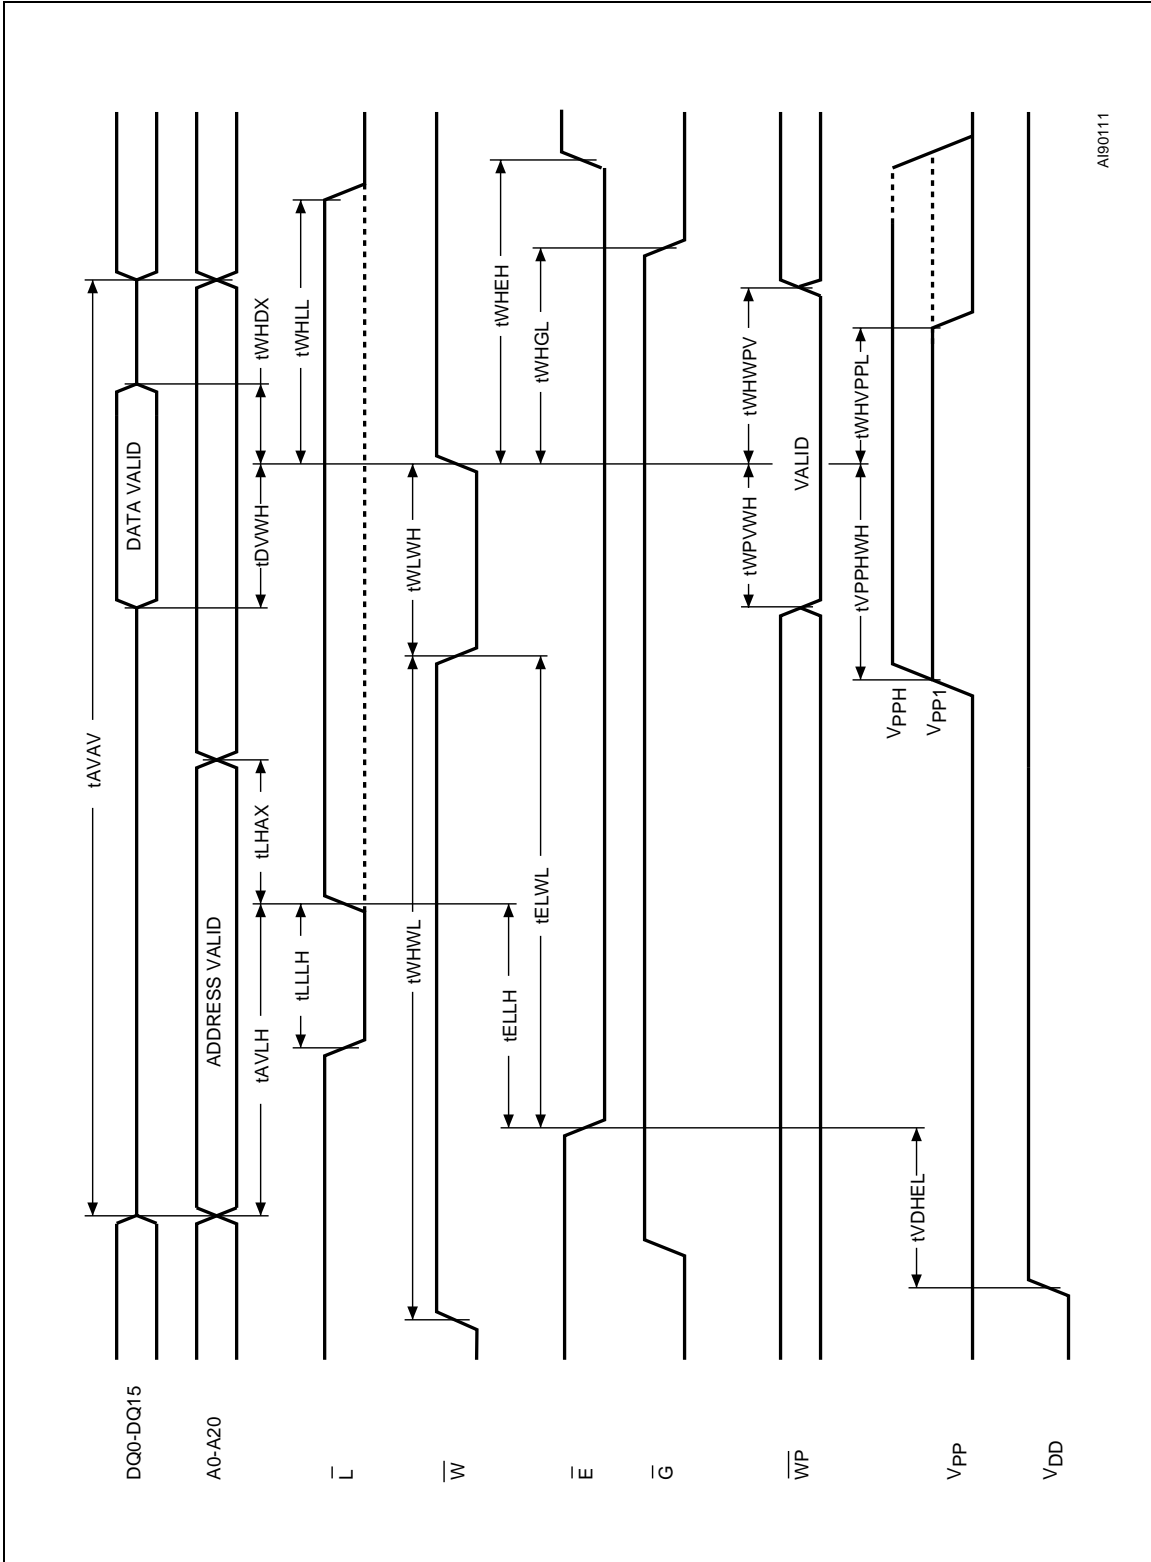 tAVAV
DQ0-DQ15
DATA VALID
A0-A20
ADDRESS VALID
tAVLH
tLHAX
tDVWH
tWHDX
tLLLH
tWHLL
L
tWHWL
tWLWH
W
tELLH
tWHEH
tELWL
tWHGL
E
G
tWPVWH
tWHWPV
WP
VALID
tVPPHWH
tWHVPPL
VPPH
tVDHEL
VPP1
VPP
VDD
AI90111